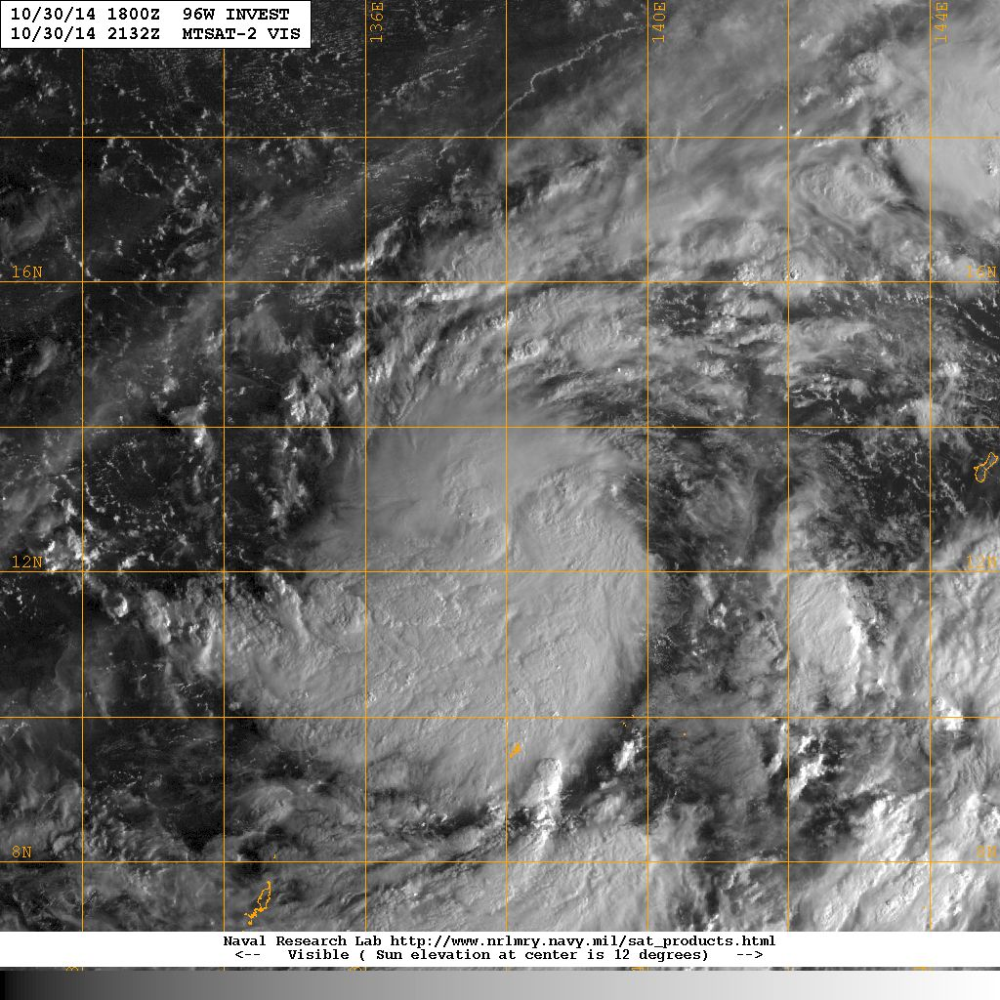 10/30/14 1800Z 96W INVEST
10/30/14 2132Z MTSAT-2 VIS
136E
140E
144E
16N
16N
12N
12N
8N
8N
Naval Research Lab http://www.nrlmry.navy.mil/sat_products.html
<-- Visible ( Sun elevation at center is 12 degrees) -->